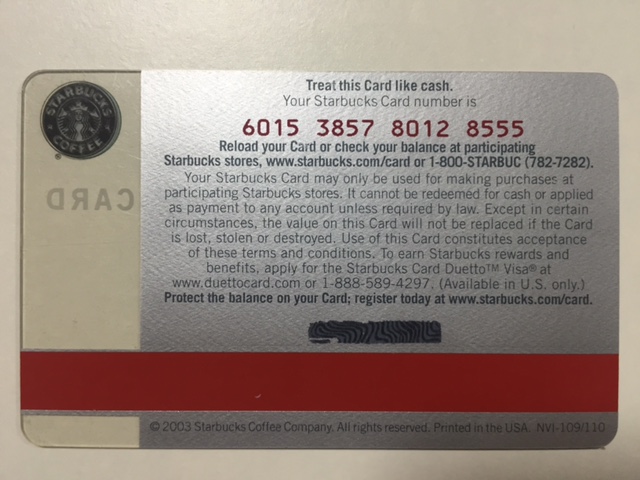 STARBUCKS
COFFEE
®
CARD
Treat this Card like cash.
Your Starbucks Card number is
6015 3857 8012 8555
Reload your Card or check your balance at participating
Starbucks stores, www.starbucks.com/card or 1-800-STARBUC (782-7282).
Your Starbucks Card may only be used for making purchases at
participating Starbucks stores. It cannot be redeemed for cash or applied
as payment to any account unless required by law. Except in certain
circumstances, the value on this Card will not be replaced if the Card
is lost, stolen or destroyed. Use of this Card constitutes acceptance
of these terms and conditions. To earn Starbucks rewards and
benefits, apply for the Starbucks Card Duetto™ Visa® at
www.duettocard.com or 1-888-589-4297. (Available in U.S. only.)
Protect the balance on your Card; register today at www.starbucks.com/card.
© 2003 Starbucks Coffee Company. All rights reserved. Printed in the USA. NVI-109/110